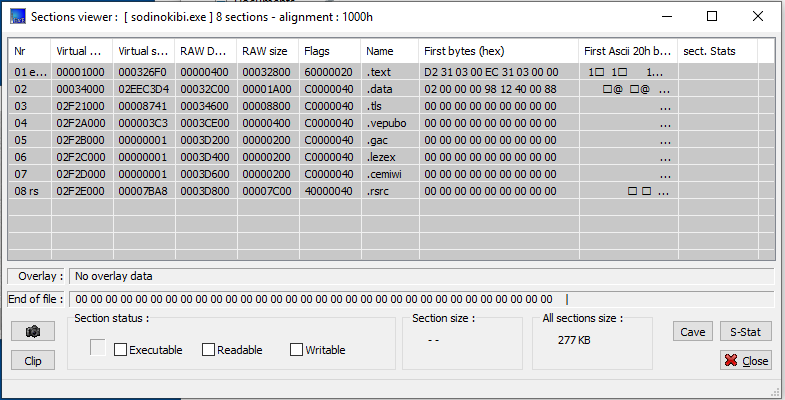 Sections viewer : [ sodinokibi.exe ] 8 sections - alignment : 1000h
Nr Virtual ... Virtual s... RAW D... RAW size Flags Name First bytes (hex) First Ascii 20h b... sect. Stats
01 e... 00001000 000326F0 00000400 00032800 60000020 .text D2 31 03 00 EC 31 03 00 00 1□ 1□ 1...
02 00034000 02EEC3D4 00032C00 00001A00 C0000040 .data 02 00 00 00 98 12 40 00 88 □@ □@ ...
03 02F21000 00008741 00034600 00008800 C0000040 .tls 00 00 00 00 00 00 00 00 00 ...
04 02F2A000 000003C3 0003CE00 00000400 C0000040 .vepubo 00 00 00 00 00 00 00 00 00 ...
05 02F2B000 00000001 0003D200 00000200 C0000040 .gac 00 00 00 00 00 00 00 00 00 ...
06 02F2C000 00000001 0003D400 00000200 C0000040 .lezex 00 00 00 00 00 00 00 00 00 ...
07 02F2D000 00000001 0003D600 00000200 C0000040 .cemiwi 00 00 00 00 00 00 00 00 00 ...
08 rs 02F2E000 00007BA8 0003D800 00007C00 40000040 .rsrc 00 00 00 00 00 00 00 00 00 □ □ ...
Overlay : No overlay data
End of file : 00 00 00 00 00 00 00 00 00 00 00 00 00 00 00 00 00 00 00 00 00 00 00 00 00 00 00 00 00 00 00 00 |
Section status : Section size : All sections size :
Executable Readable Writable - - 277 KB Cave S-Stat
Clip Close